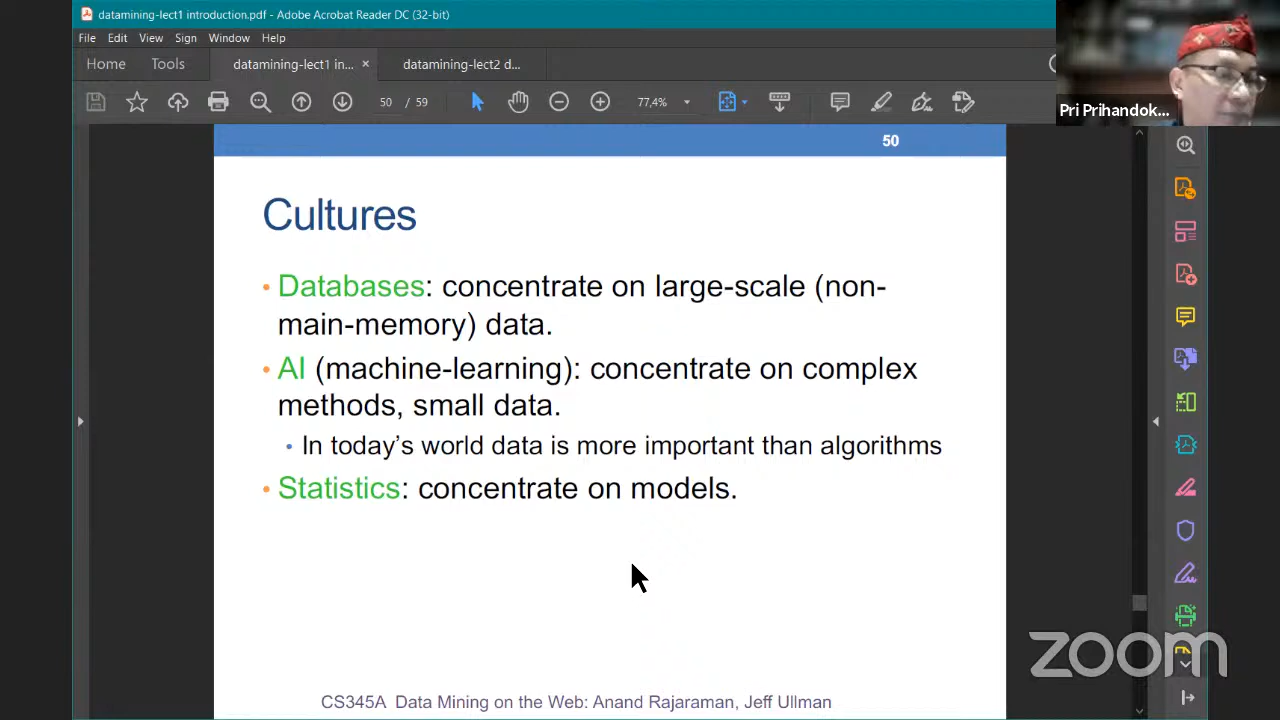 datamining-lect1 introduction.pdf - Adobe Acrobat Reader DC (32-bit)
File Edit View Sign Window Help
Home Tools datamining-lect1 in... × datamining-lect2 d...
50 / 59 77,4%
Pri Prihandok...
50
Cultures
• Databases: concentrate on large-scale (non-
main-memory) data.
• AI (machine-learning): concentrate on complex
methods, small data.
• In today's world data is more important than algorithms
• Statistics: concentrate on models.
zoom
CS345A Data Mining on the Web: Anand Rajaraman, Jeff Ullman